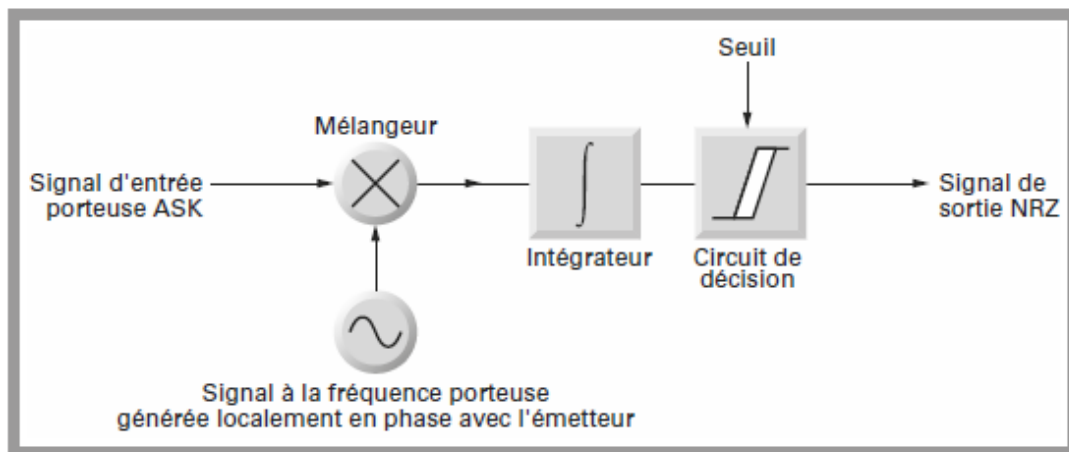 Seuil
Mélangeur
Signal d'entrée
porteuse ASK
Signal de
sortie NRZ
Intégrateur
Circuit de
décision
Signal à la fréquence porteuse
générée localement en phase avec l'émetteur